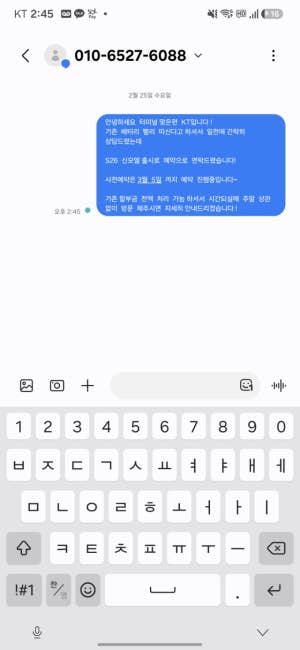 KT 2:45
16
010-6527-6088
2월 25일 수요일
안녕하세요 터미널 맞은편 KT입니다!
기존 배터리 빨리 따신다고 하셔서 일전에 간략히
상담드렸는데
S26 신모델 출시로 예약으로 연락드렸습니다!
사전예약은 3월 5일 까지 예약 진행중입니다~
기존 할부금 전액 처리 가능하셔서 시간되실때 주말 상관
없이 방문 해주시면 자세히 안내드리겠습니다!
오후 2:45
1 2 3 4 5 6 7 8 9 0
ㅂ ㅈ ㄷ ㄱ ㅅ ㅛ ㅕ ㅑ ㅐ ㅔ
ㅁ ㄴ ㅇ ㄹ ㅎ ㅗ ㅓ ㅏ ㅣ
ㅋ ㅌ ㅊ ㅍ ㅠ ㅜ ㅡ
!#1 한/영 .